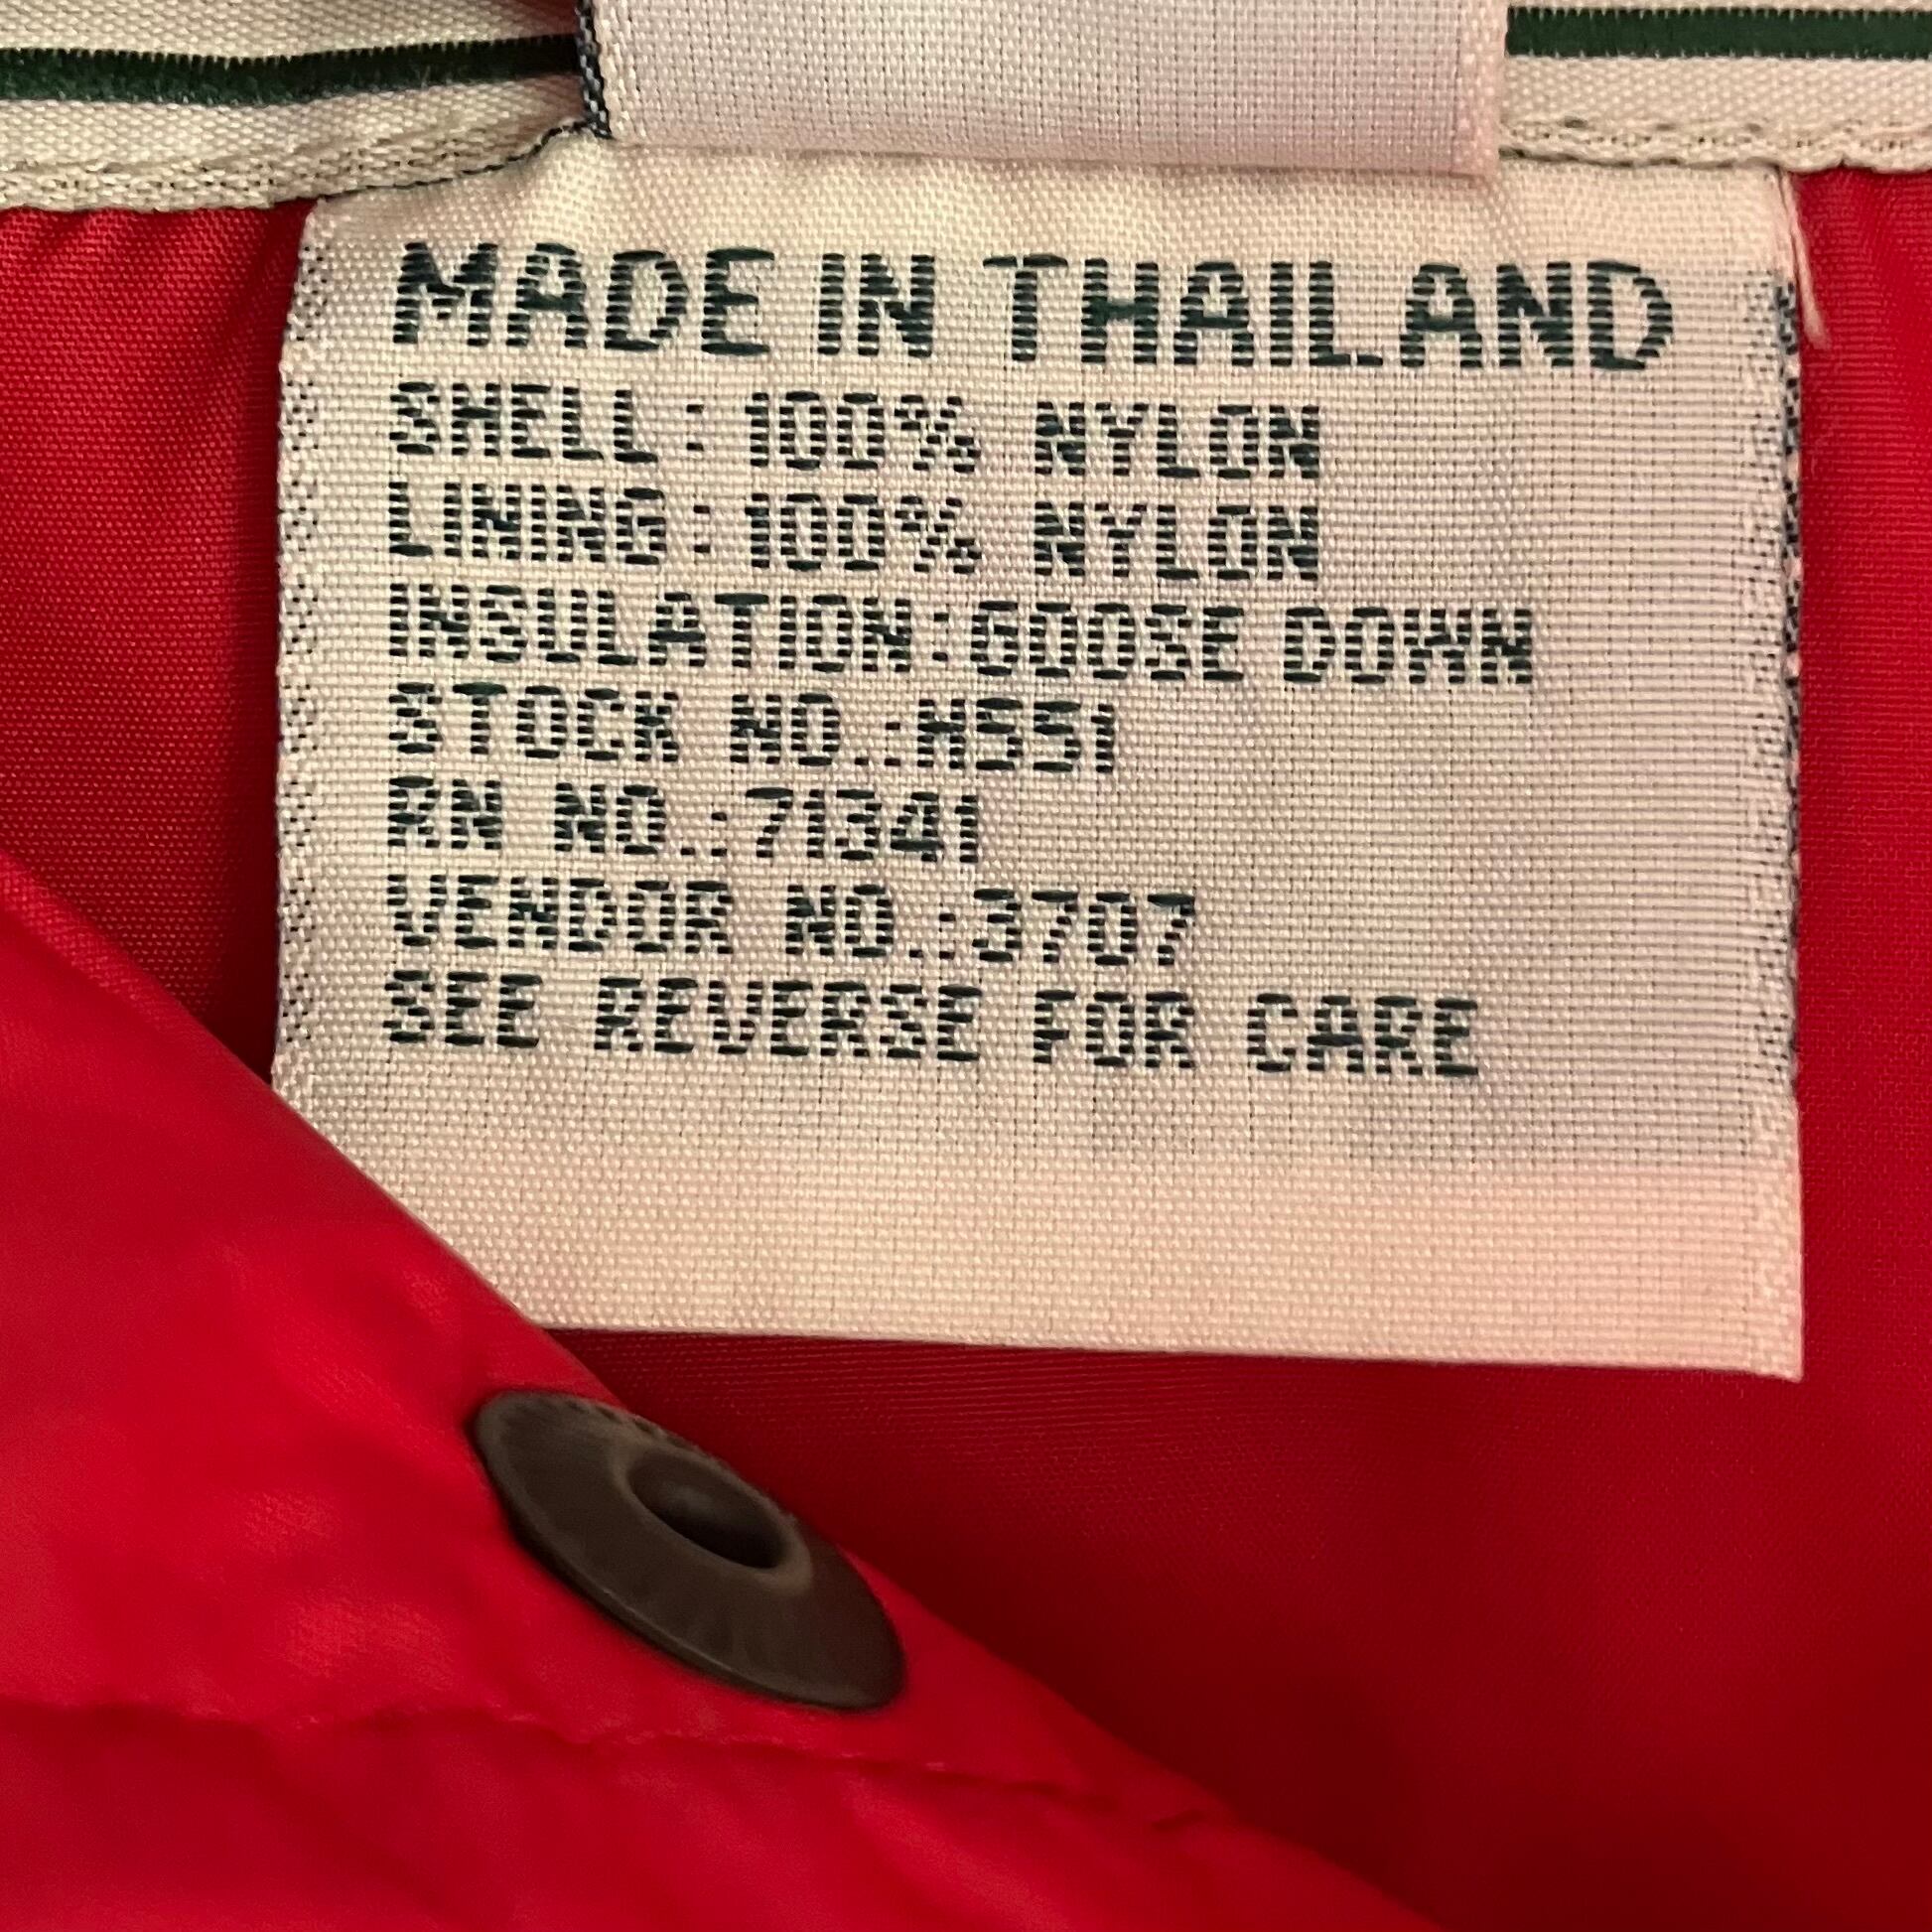 MADE IN THAILAND
SHELL: 100% NYLON
LINING: 100% NYLON
INSULATION:GOOSE DOWN
STOCK NO.:H551
RN NO.:71341
VENDOR NO.:3707
SEE REVERSE FOR CARE